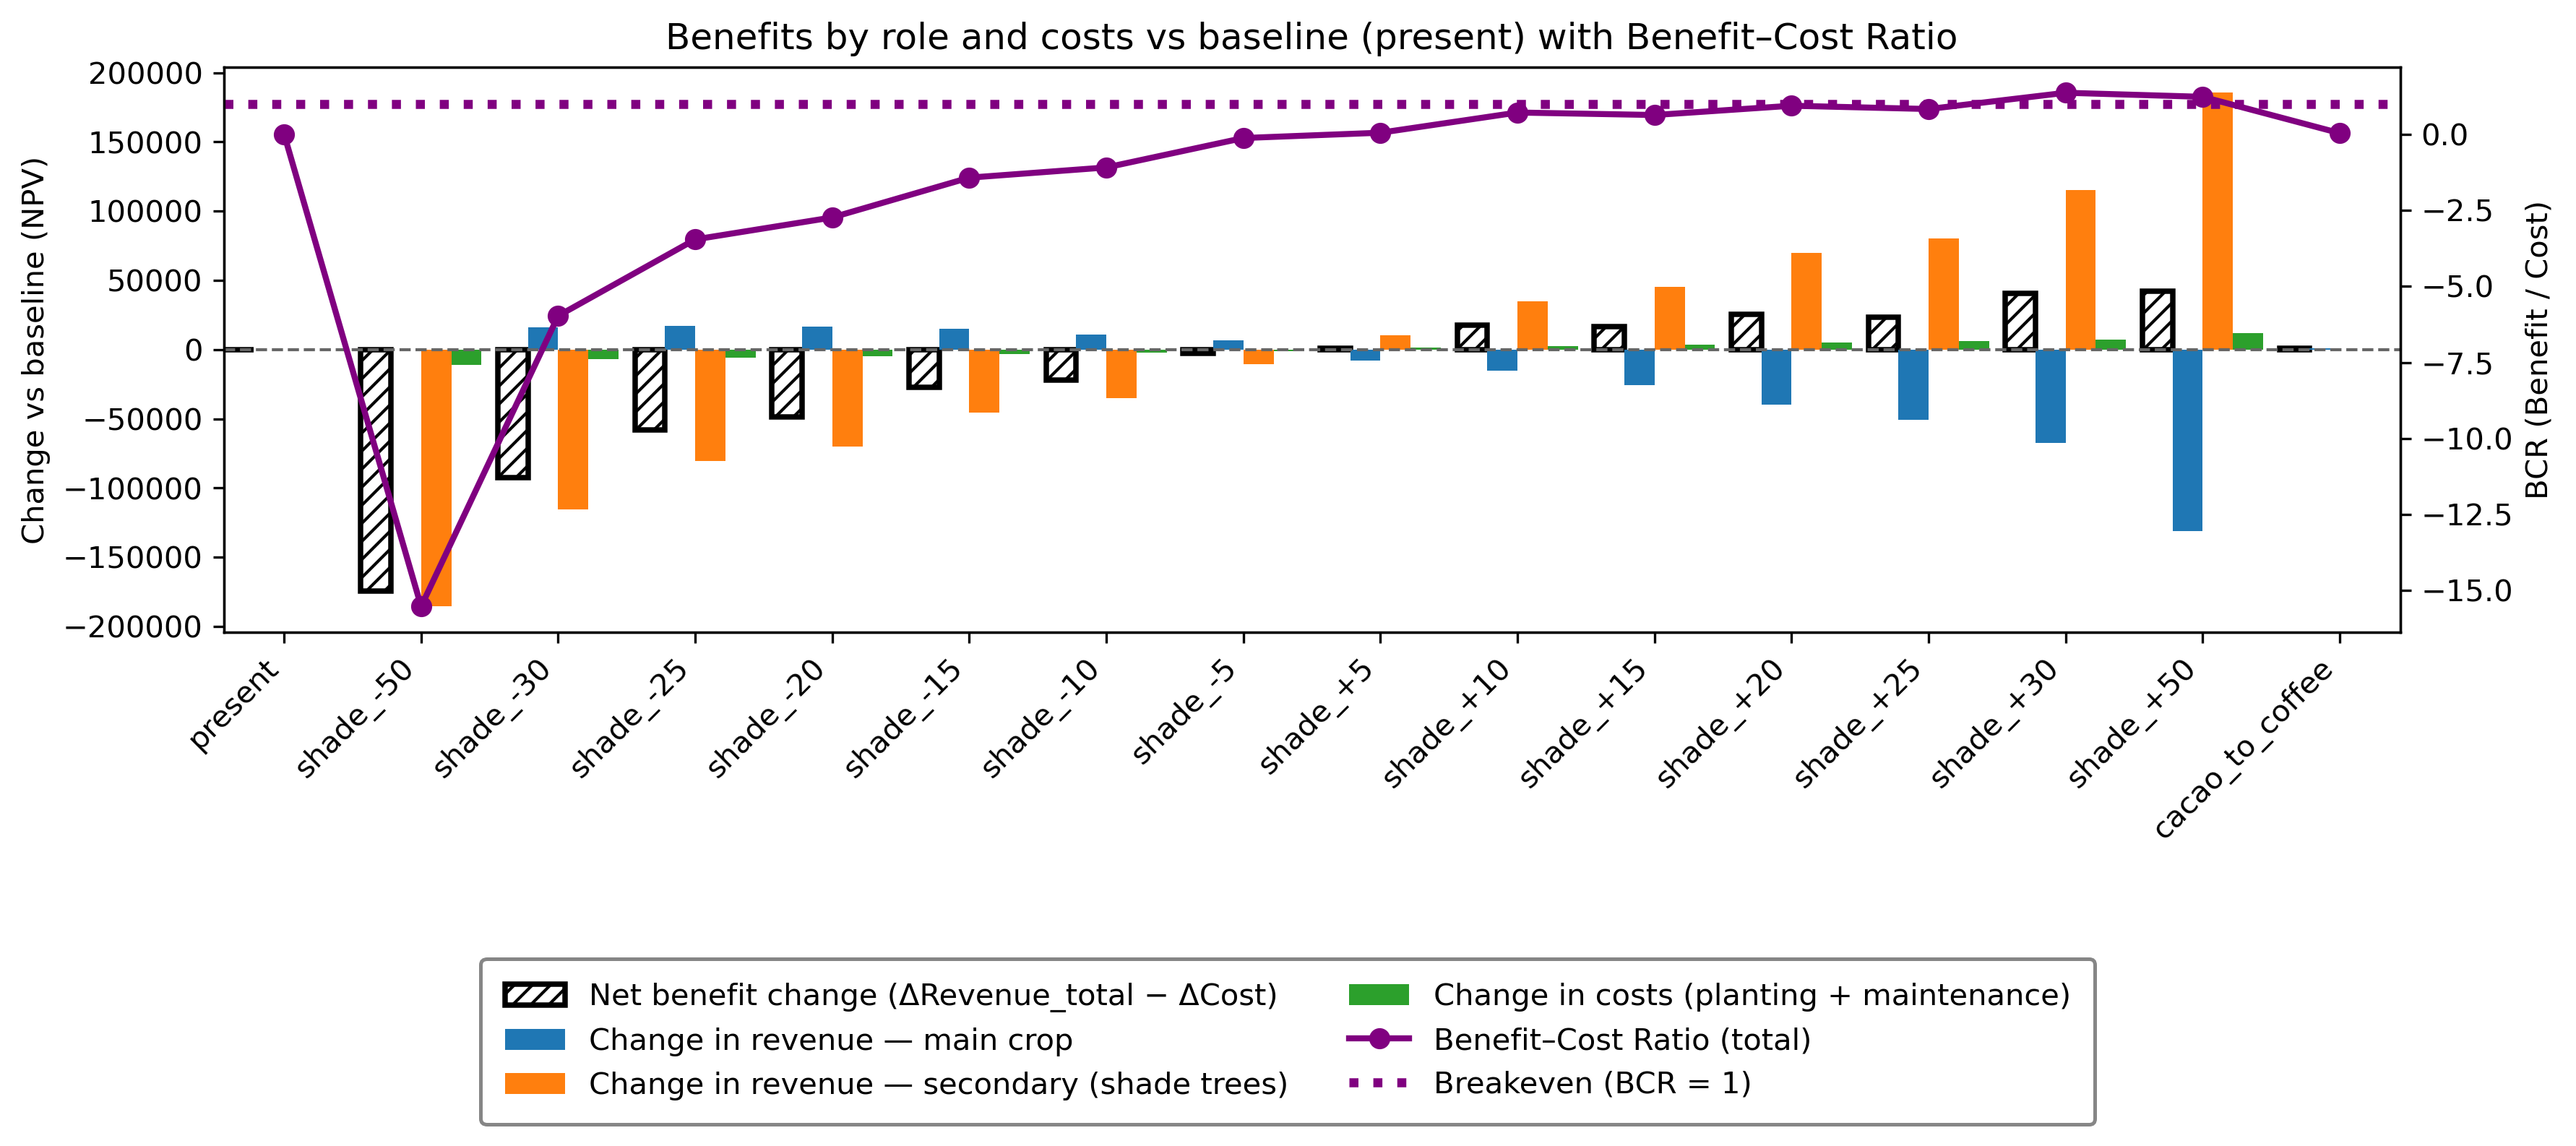 Benefits by role and costs vs baseline (present) with Benefit–Cost Ratio
Change vs baseline (NPV)
200000
150000
100000
50000
0
−50000
−100000
−150000
−200000
0.0
−2.5
−5.0
−7.5
−10.0
−12.5
−15.0
BCR (Benefit / Cost)
present
shade_-50
shade_-30
shade_-25
shade_-20
shade_-15
shade_-10
shade_-5
shade_+5
shade_+10
shade_+15
shade_+20
shade_+25
shade_+30
shade_+50
cacao_to_coffee
Net benefit change (ΔRevenue_total − ΔCost)
Change in revenue — main crop
Change in revenue — secondary (shade trees)
Change in costs (planting + maintenance)
Benefit–Cost Ratio (total)
Breakeven (BCR = 1)